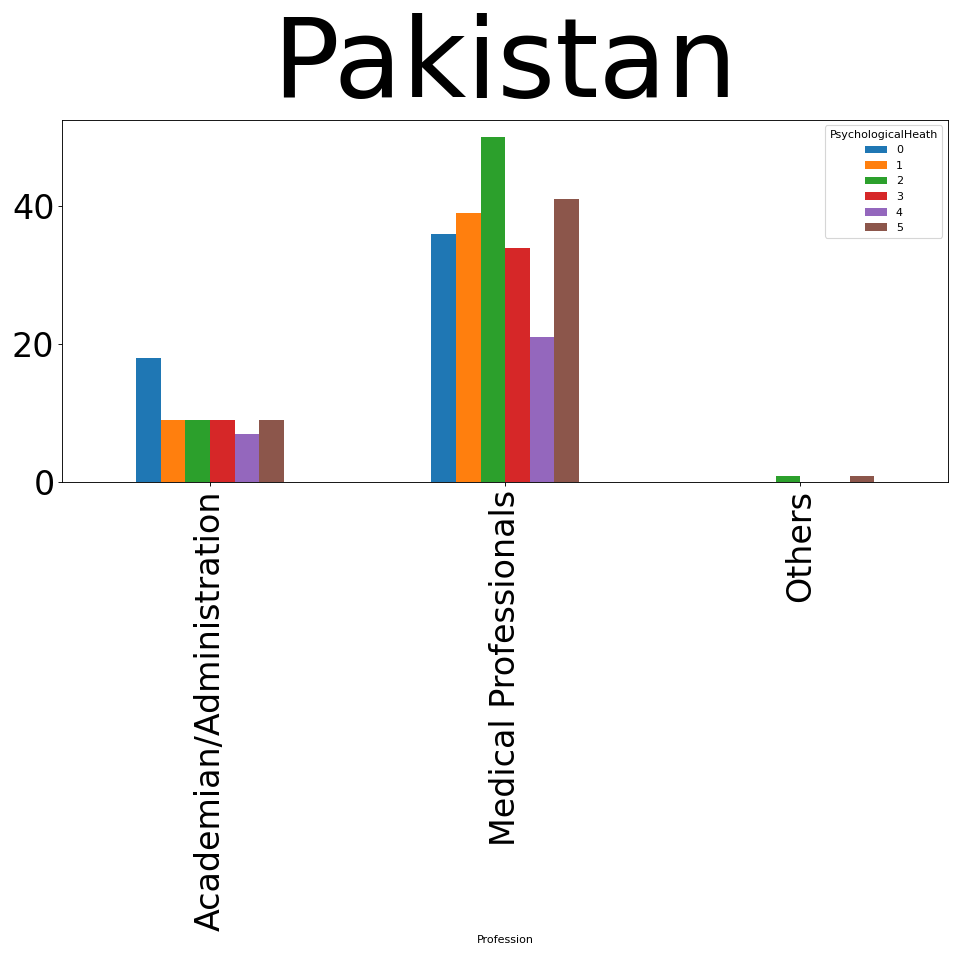 Pakistan
PsychologicalHeath
0
1
2
3
4
5
40
20
0
Academian/Administration
Medical Professionals
Others
Profession